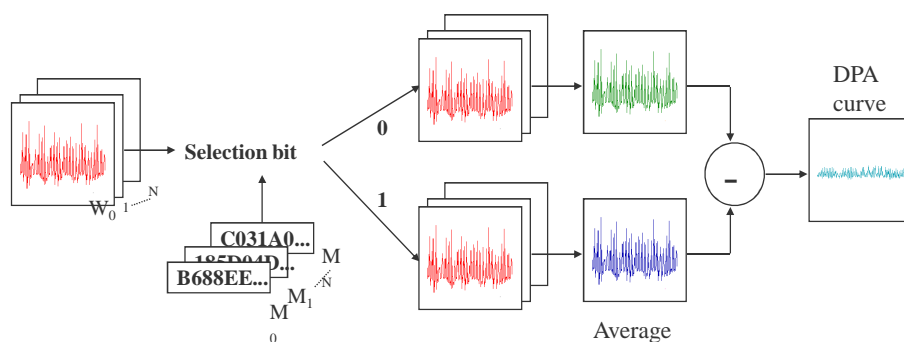 DPA
curve
0
Selection bit
-
W0 1 N
1
C031A0...
185D04D...
B688EE...
M
N
M1
M
0
Average